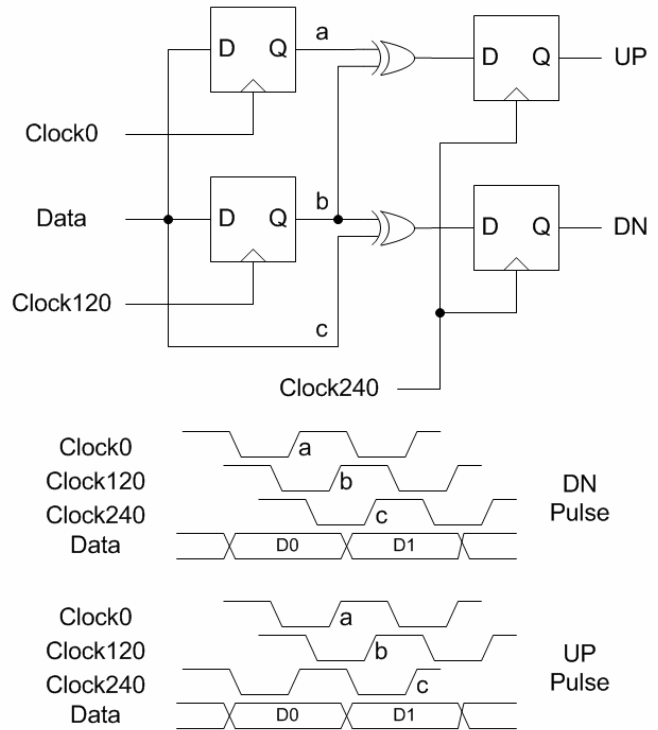 a
D Q D Q UP
Clock0
b
Data D Q D Q DN
Clock120
c
Clock240
Clock0 a
Clock120 b DN
Clock240 c Pulse
Data D0 D1
Clock0 a
Clock120 b UP
Clock240 c Pulse
Data D0 D1